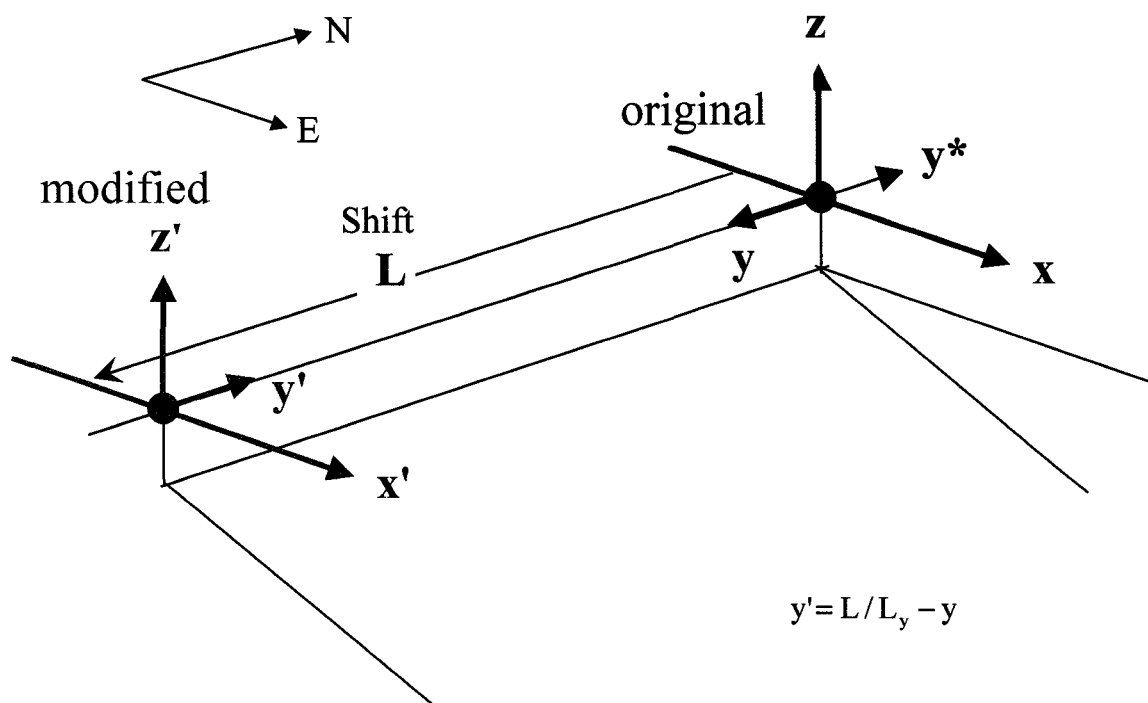 N
z
E
original
y*
modified
Shift
z'
L
y
x
y'
x'
y' = L / L_y – y